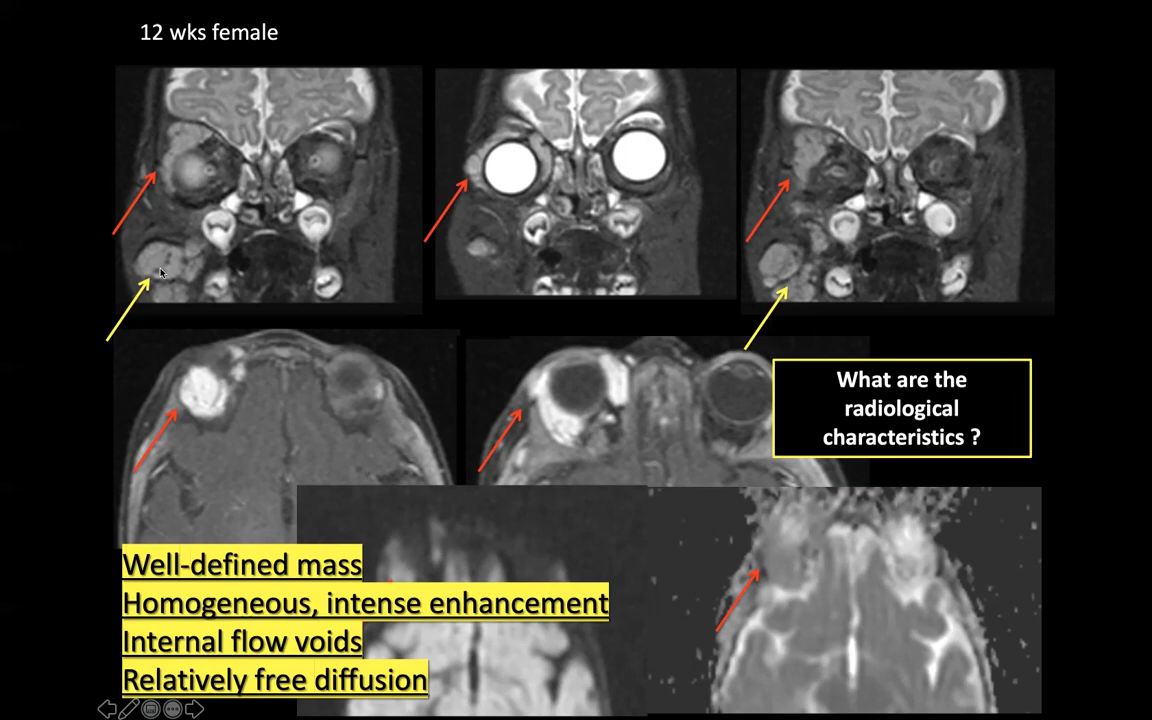 12 wks female
What are the
radiological
characteristics ?
Well-defined mass
Homogeneous, intense enhancement
Internal flow voids
Relatively free diffusion